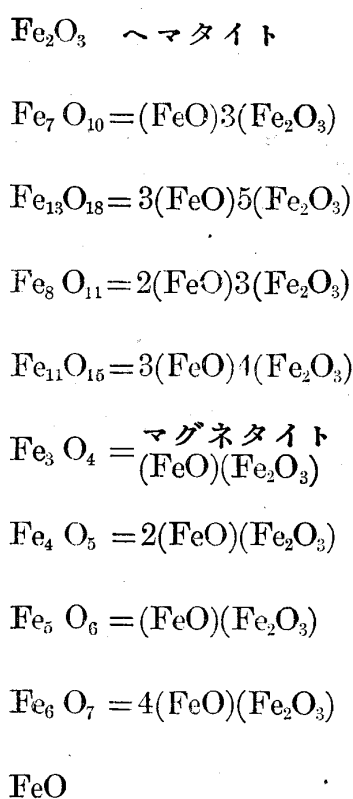 Fe₂O₃ ヘマタイト
Fe₇O₁₀=(FeO)3(Fe₂O₃)
Fe₁₃O₁₈=3(FeO)5(Fe₂O₃)
Fe₈O₁₁=2(FeO)3(Fe₂O₃)
Fe₁₁O₁₅=3(FeO)4(Fe₂O₃)
マグネタイト
Fe₃O₄=(FeO)(Fe₂O₃)
Fe₄O₅=2(FeO)(Fe₂O₃)
Fe₅O₆=(FeO)(Fe₂O₃)
Fe₆O₇=4(FeO)(Fe₂O₃)
FeO